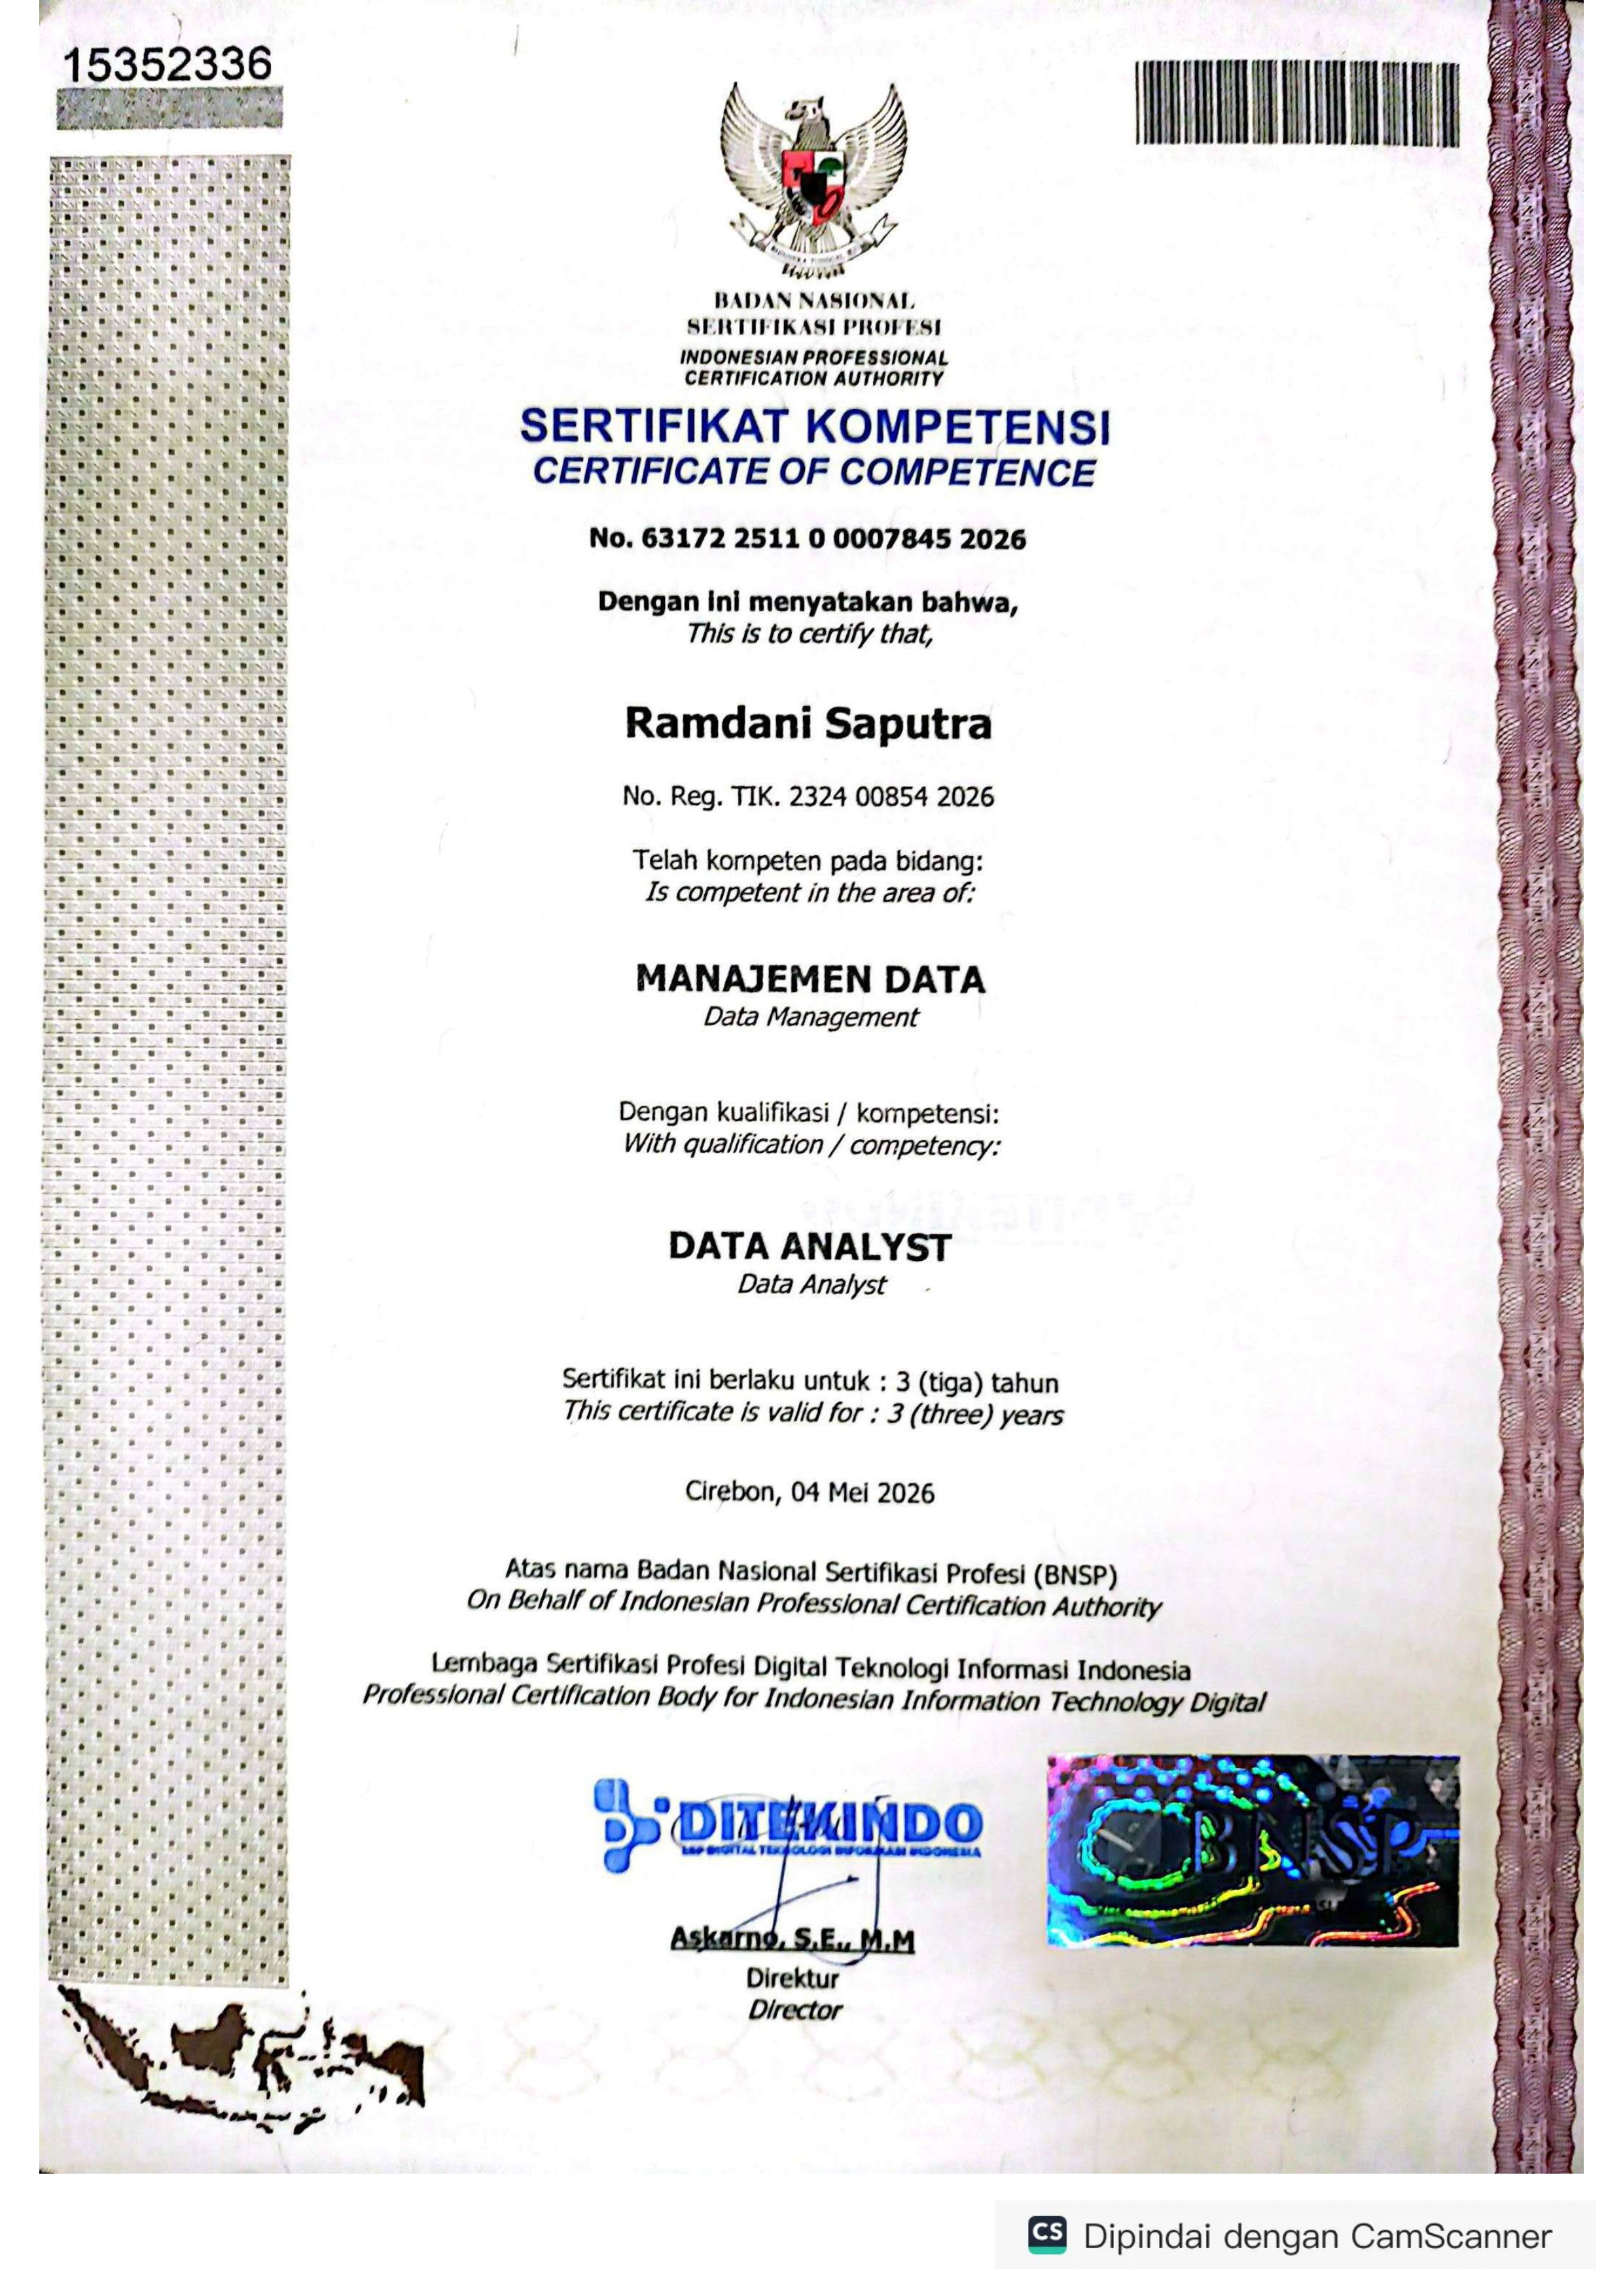 15352336
BADAN NASIONAL
SERTIFIKASI PROFESI
INDONESIAN PROFESSIONAL
CERTIFICATION AUTHORITY
SERTIFIKAT KOMPETENSI
CERTIFICATE OF COMPETENCE
No. 63172 2511 0 0007845 2026
Dengan ini menyatakan bahwa,
This is to certify that,
Ramdani Saputra
No. Reg. TIK. 2324 00854 2026
Telah kompeten pada bidang:
Is competent in the area of:
MANAJEMEN DATA
Data Management
Dengan kualifikasi / kompetensi:
With qualification / competency:
DATA ANALYST
Data Analyst
Sertifikat ini berlaku untuk : 3 (tiga) tahun
This certificate is valid for : 3 (three) years
Cirebon, 04 Mei 2026
Atas nama Badan Nasional Sertifikasi Profesi (BNSP)
On Behalf of Indonesian Professional Certification Authority
Lembaga Sertifikasi Profesi Digital Teknologi Informasi Indonesia
Professional Certification Body for Indonesian Information Technology Digital
DITEKINDO
LSP DIGITAL TEKNOLOGI INFORMASI INDONESIA
BNSP
Askarno, S.E., M.M
Direktur
Director
CS Dipindai dengan CamScanner